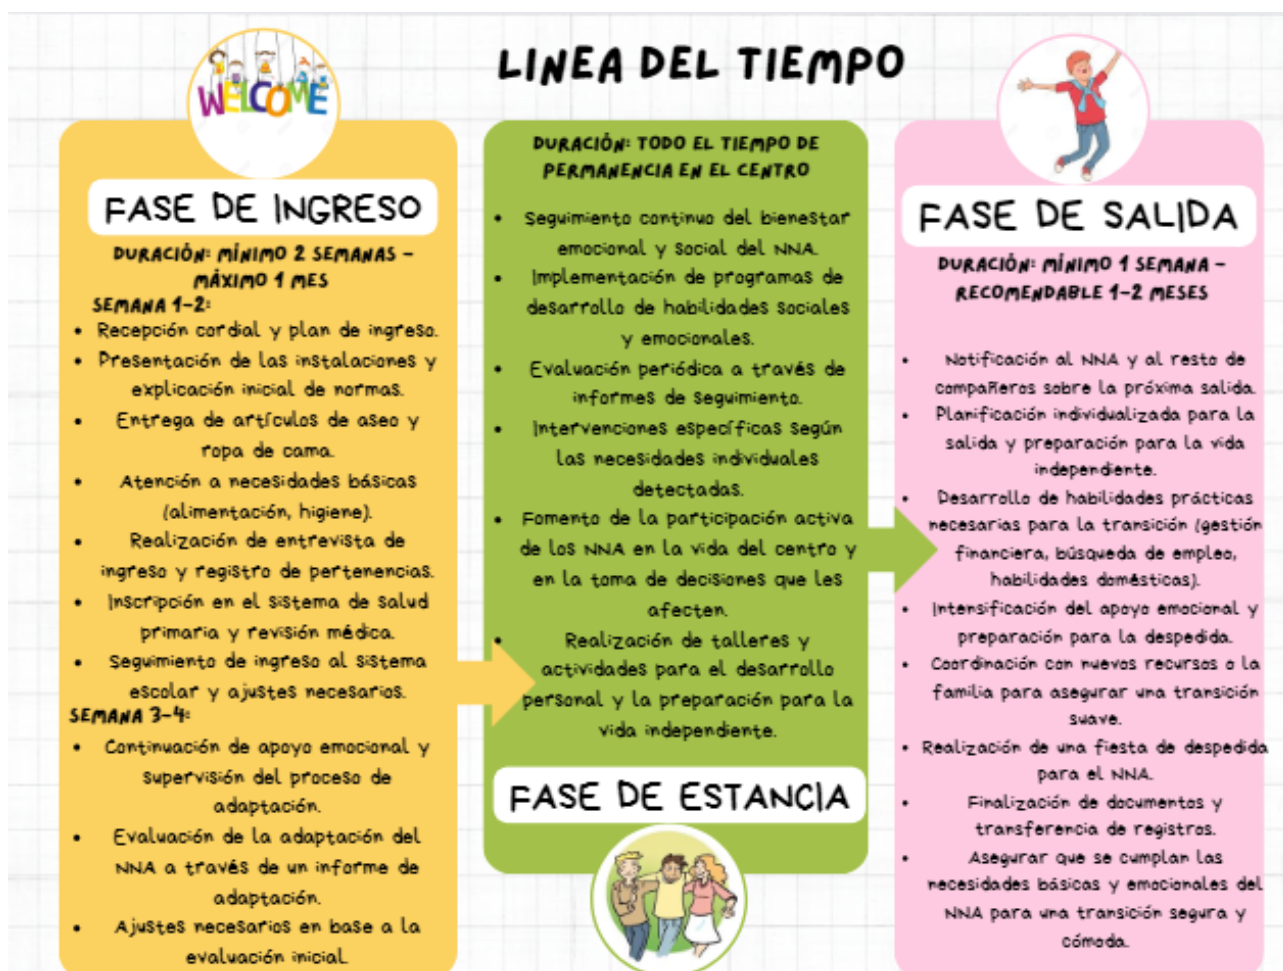 LINEA DEL TIEMPO
WELCOME
FASE DE INGRESO
DURACIÓN: MÍNIMO 2 SEMANAS –
MÁXIMO 1 MES
SEMANA 1-2:
• Recepción cordial y plan de ingreso.
• Presentación de las instalaciones y
explicación inicial de normas.
• Entrega de artículos de aseo y
ropa de cama.
• Atención a necesidades básicas
(alimentación, higiene).
• Realización de entrevista de
ingreso y registro de pertenencias.
• Inscripción en el sistema de salud
primaria y revisión médica.
• Seguimiento de ingreso al sistema
escolar y ajustes necesarios.
SEMANA 3-4:
• Continuación de apoyo emocional y
supervisión del proceso de
adaptación.
• Evaluación de la adaptación del
NNA a través de un informe de
adaptación.
• Ajustes necesarios en base a la
evaluación inicial.
DURACIÓN: TODO EL TIEMPO DE
PERMANENCIA EN EL CENTRO
• Seguimiento continuo del bienestar
emocional y social del NNA.
• Implementación de programas de
desarrollo de habilidades sociales
y emocionales.
• Evaluación periódica a través de
informes de seguimiento.
• Intervenciones específicas según
las necesidades individuales
detectadas.
• Fomento de la participación activa
de los NNA en la vida del centro y
en la toma de decisiones que les
afecten.
• Realización de talleres y
actividades para el desarrollo
personal y la preparación para la
vida independiente.
FASE DE ESTANCIA
FASE DE SALIDA
DURACIÓN: MÍNIMO 1 SEMANA –
RECOMENDABLE 1-2 MESES
• Notificación al NNA y al resto de
compañeros sobre la próxima salida.
• Planificación individualizada para la
salida y preparación para la vida
independiente.
• Desarrollo de habilidades prácticas
necesarias para la transición (gestión
financiera, búsqueda de empleo,
habilidades domésticas).
• Intensificación del apoyo emocional y
preparación para la despedida.
• Coordinación con nuevos recursos o la
familia para asegurar una transición
suave.
• Realización de una fiesta de despedida
para el NNA.
• Finalización de documentos y
transferencia de registros.
• Asegurar que se cumplan las
necesidades básicas y emocionales del
NNA para una transición segura y
cómoda.